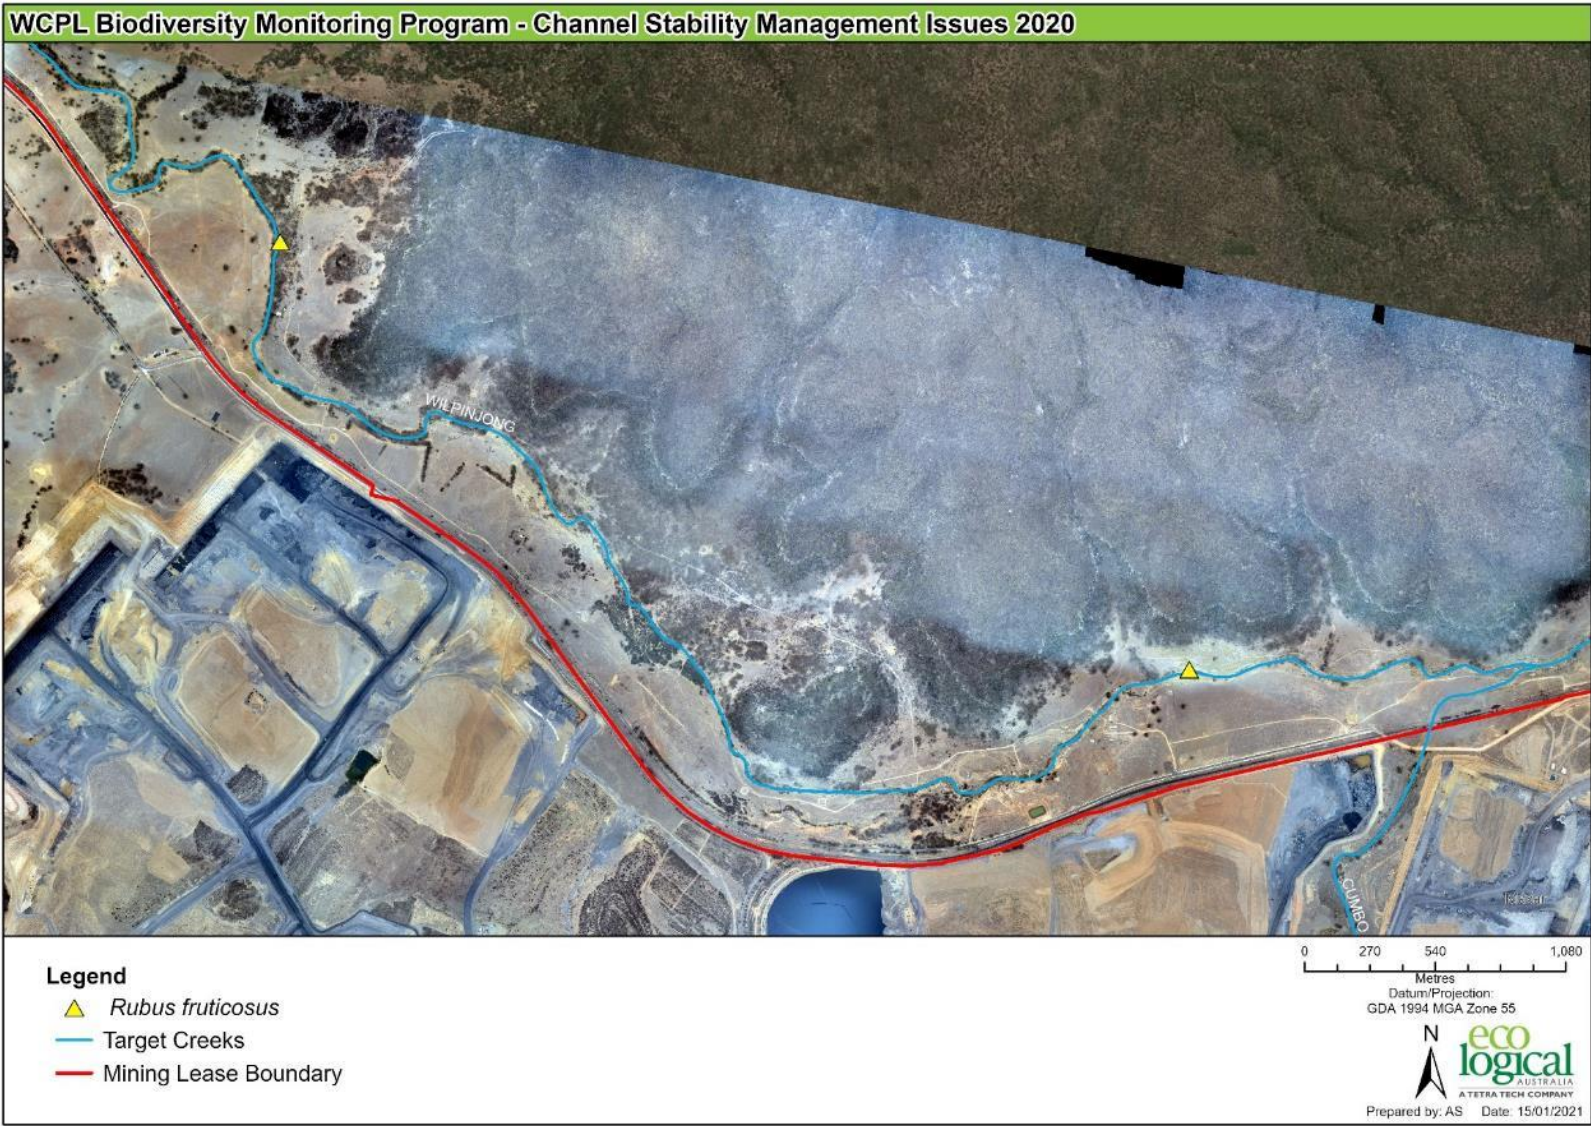 WCPL Biodiversity Monitoring Program - Channel Stability Management Issues 2020
WILPINJONG
CUMBO
Legend
Rubus fruticosus
Target Creeks
Mining Lease Boundary
0 270 540 1,080
Metres
Datum/Projection:
GDA 1994 MGA Zone 55
N
eco
logical
AUSTRALIA
A TETRA TECH COMPANY
Prepared by: AS Date: 15/01/2021